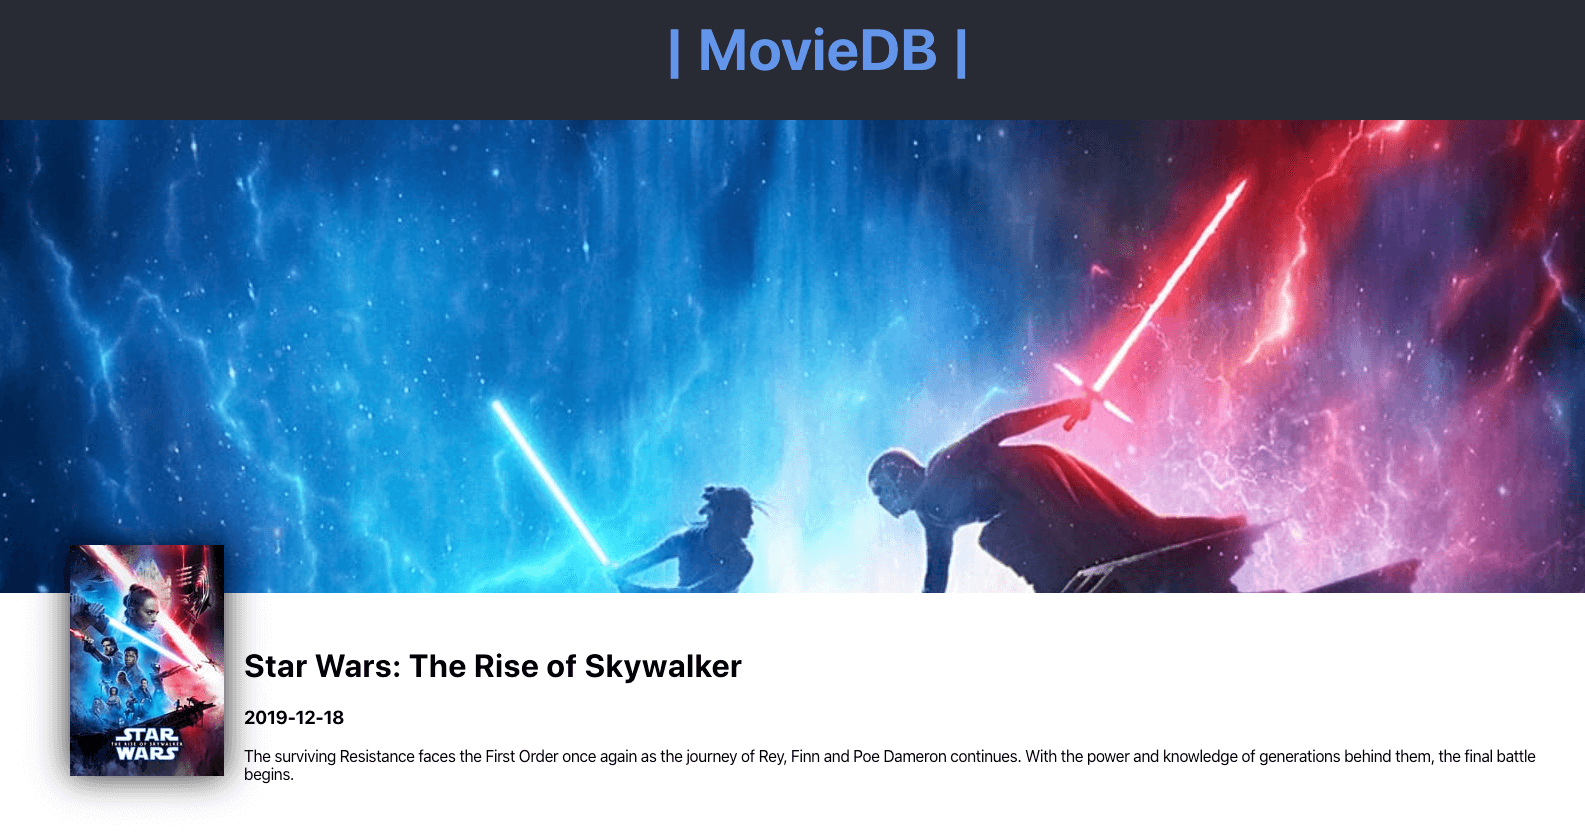 | MovieDB |
STAR
THE RISE OF SKYWALKER
WARS
Star Wars: The Rise of Skywalker
2019-12-18
The surviving Resistance faces the First Order once again as the journey of Rey, Finn and Poe Dameron continues. With the power and knowledge of generations behind them, the final battle
begins.